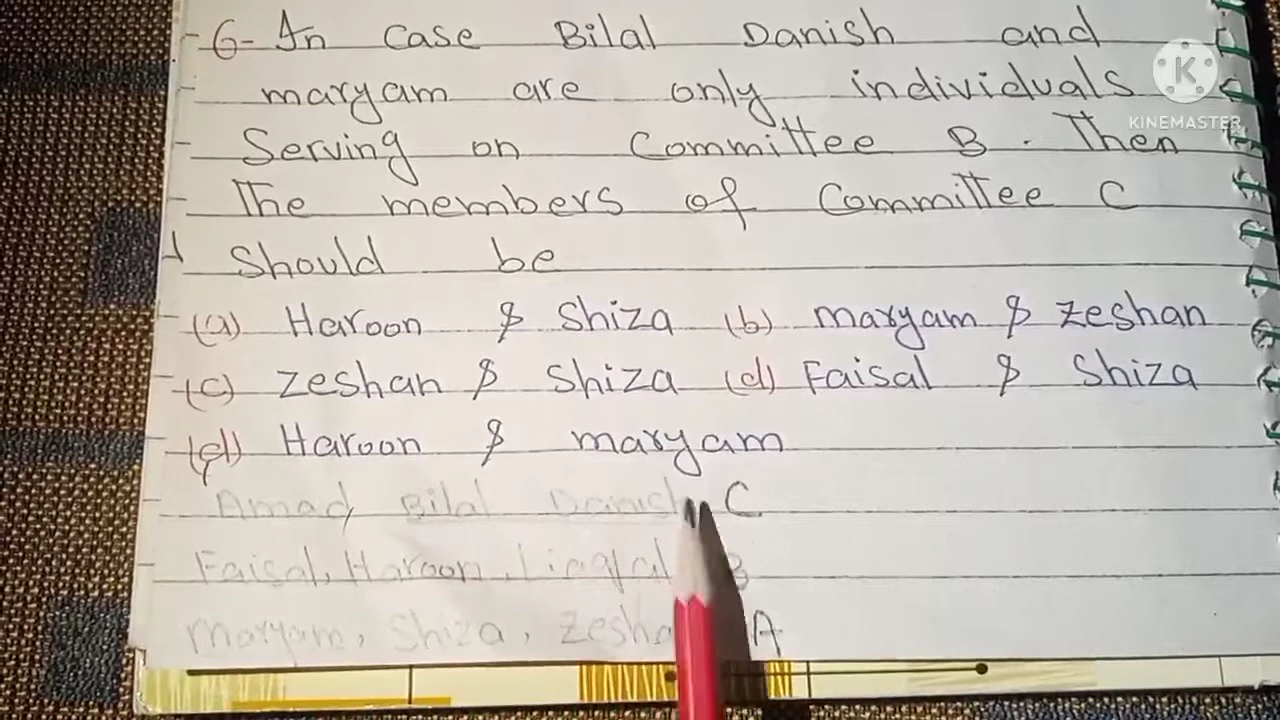 6- In case Bilal Danish and
maryam are only individuals
Serving on Committee B. Then
The members of Committee C
Should be
(a) Haroon & Shiza (b) maryam & zeshan
(c) zeshan & Shiza (d) Faisal & Shiza
Haroon & maryam
Amad, Bilal Danish C
Faisal, Haroon, B
Maryam, Shiza, A
K
KINEMASTER